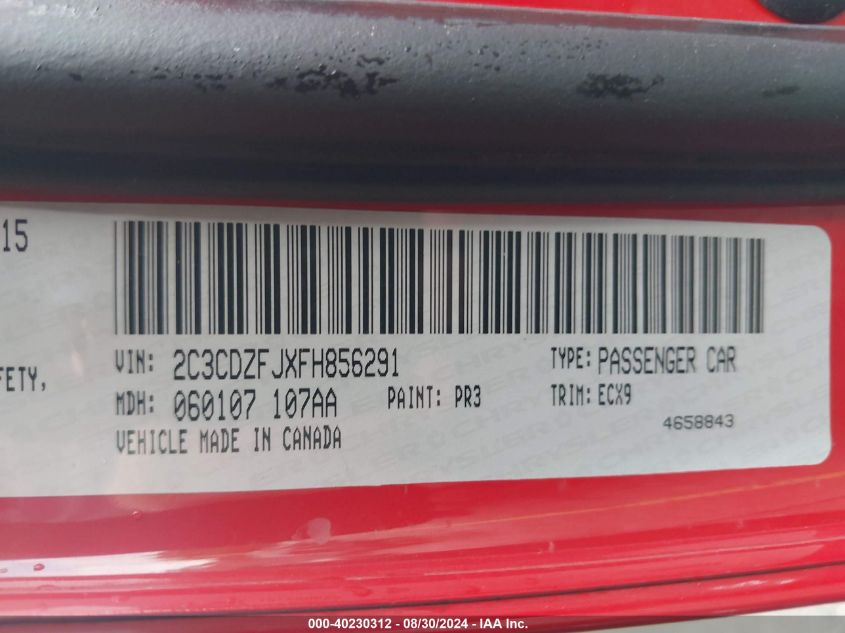 15
FETY,
VIN: 2C3CDZFJXFH856291 TYPE: PASSENGER CAR
MDH: 060107 107AA PAINT: PR3 TRIM: ECX9
VEHICLE MADE IN CANADA 4658843
000-40230312 - 08/30/2024 - © IAA Inc.